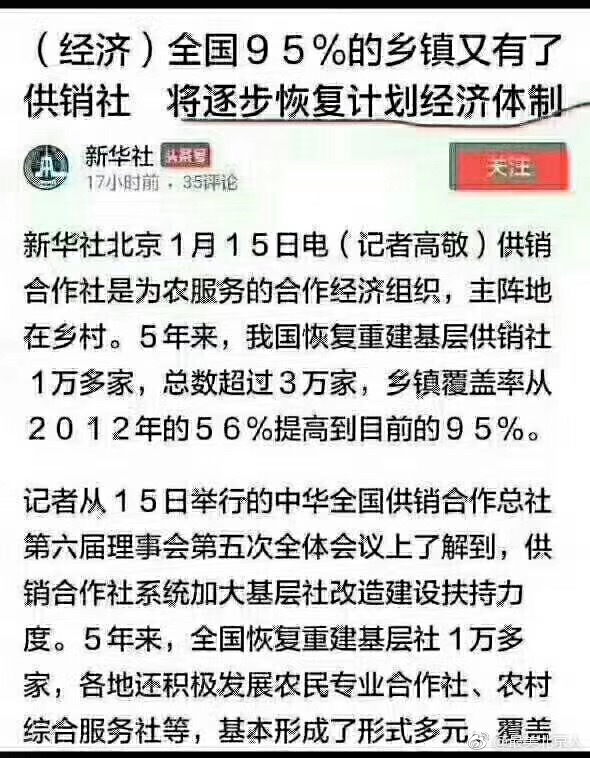 （经济）全国９５％的乡镇又有了
供销社　将逐步恢复计划经济体制
新华社 头条号
17小时前 · 35评论
关注
新华社北京１月１５日电（记者高敬）供销
合作社是为农服务的合作经济组织，主阵地
在乡村。５年来，我国恢复重建基层供销社
１万多家，总数超过３万家，乡镇覆盖率从
２０１２年的５６％提高到目前的９５％。
记者从１５日举行的中华全国供销合作总社
第六届理事会第五次全体会议上了解到，供
销合作社系统加大基层社改造建设扶持力
度。５年来，全国恢复重建基层社１万多
家，各地还积极发展农民专业合作社、农村
综合服务社等，基本形成了形式多元、覆盖